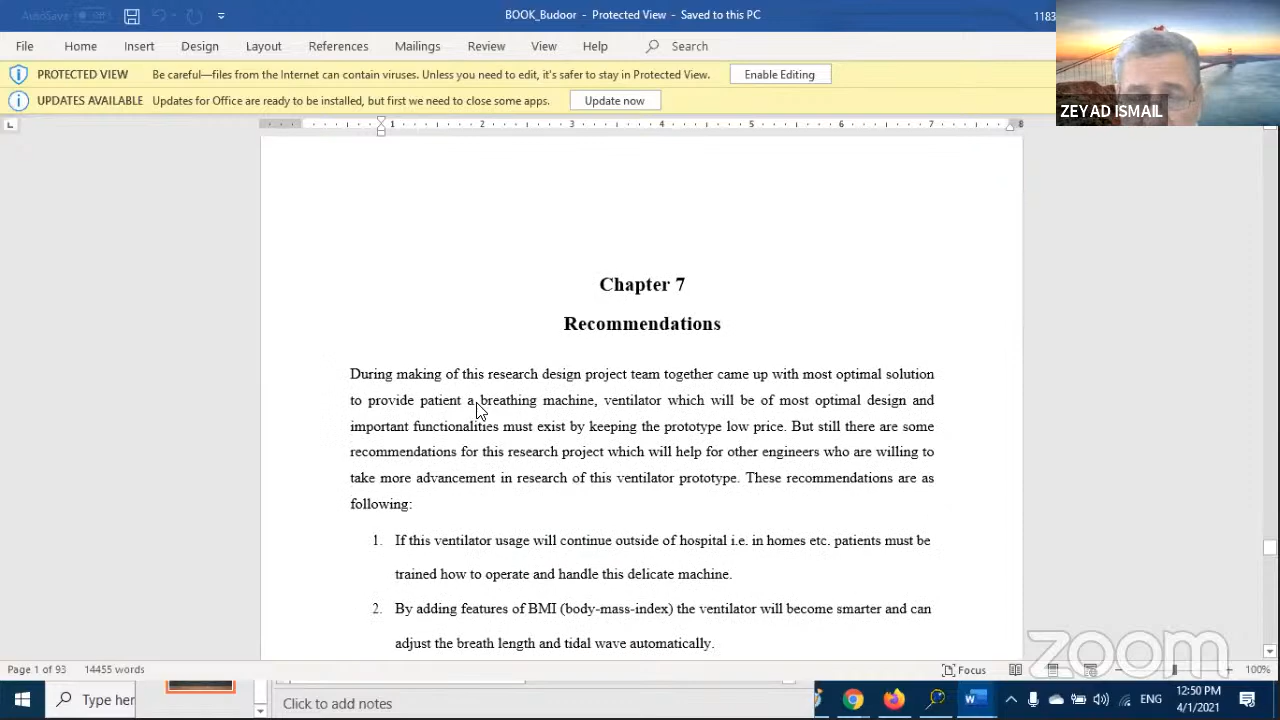 AutoSave
BOOK_Budoor - Protected View - Saved to this PC
1183
File Home Insert Design Layout References Mailings Review View Help Search
PROTECTED VIEW Be careful—files from the Internet can contain viruses. Unless you need to edit, it's safer to stay in Protected View. Enable Editing
UPDATES AVAILABLE Updates for Office are ready to be installed, but first we need to close some apps. Update now
ZEYAD ISMAIL
1 2 3 4 5 6 7 8
Chapter 7
Recommendations
During making of this research design project team together came up with most optimal solution
to provide patient a breathing machine, ventilator which will be of most optimal design and
important functionalities must exist by keeping the prototype low price. But still there are some
recommendations for this research project which will help for other engineers who are willing to
take more advancement in research of this ventilator prototype. These recommendations are as
following:
1. If this ventilator usage will continue outside of hospital i.e. in homes etc. patients must be
trained how to operate and handle this delicate machine.
2. By adding features of BMI (body-mass-index) the ventilator will become smarter and can
adjust the breath length and tidal wave automatically.
zoom
Page 1 of 93 14455 words Focus 100%
Type her Click to add notes ENG 12:50 PM
4/1/2021